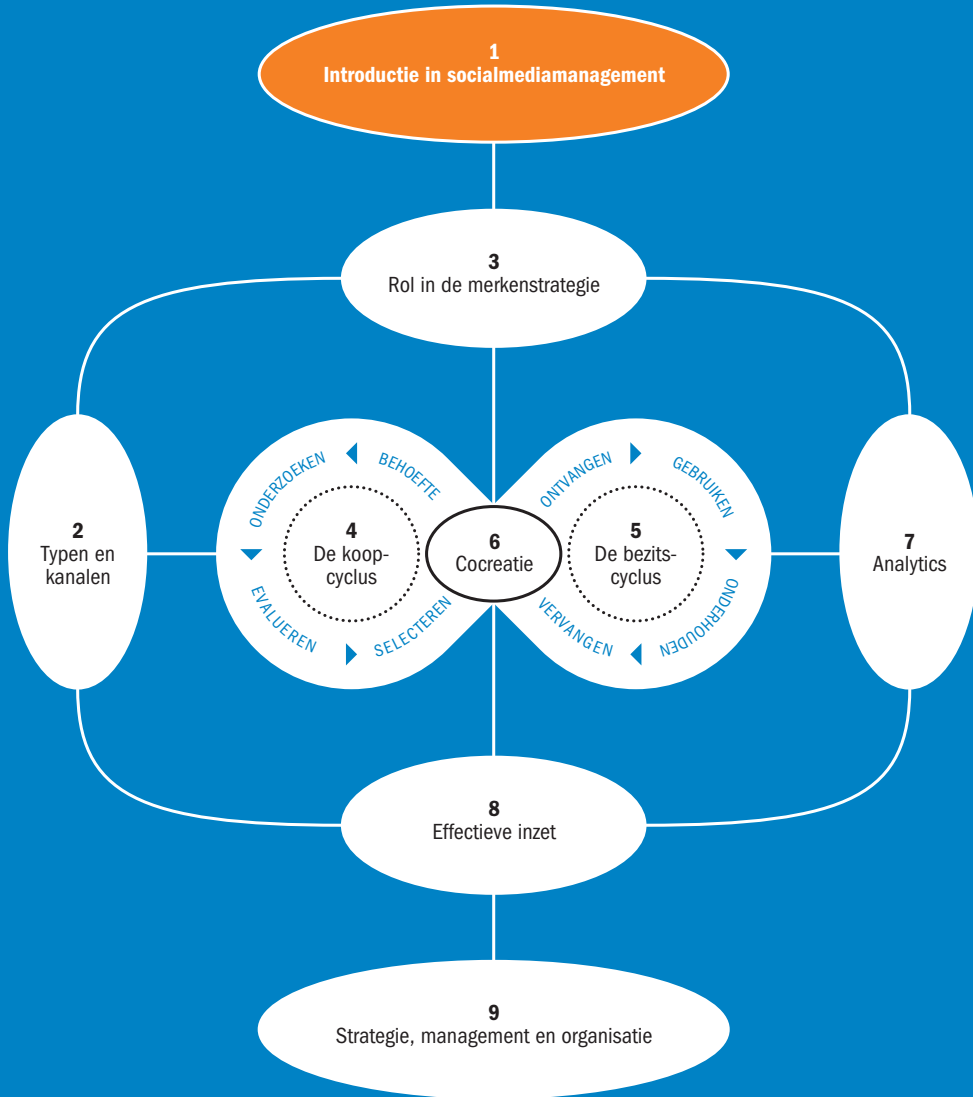 1
Introductie in socialmediamanagement
3
Rol in de merkenstrategie
2
Typen en
kanalen
ONDERZOEKEN
BEHOEFTE
EVALUEREN
SELECTEREN
4
De koop-
cyclus
6
Cocreatie
ONTVANGEN
GEBRUIKEN
VERVANGEN
ONDERHOUDEN
5
De bezits-
cyclus
7
Analytics
8
Effectieve inzet
9
Strategie, management en organisatie